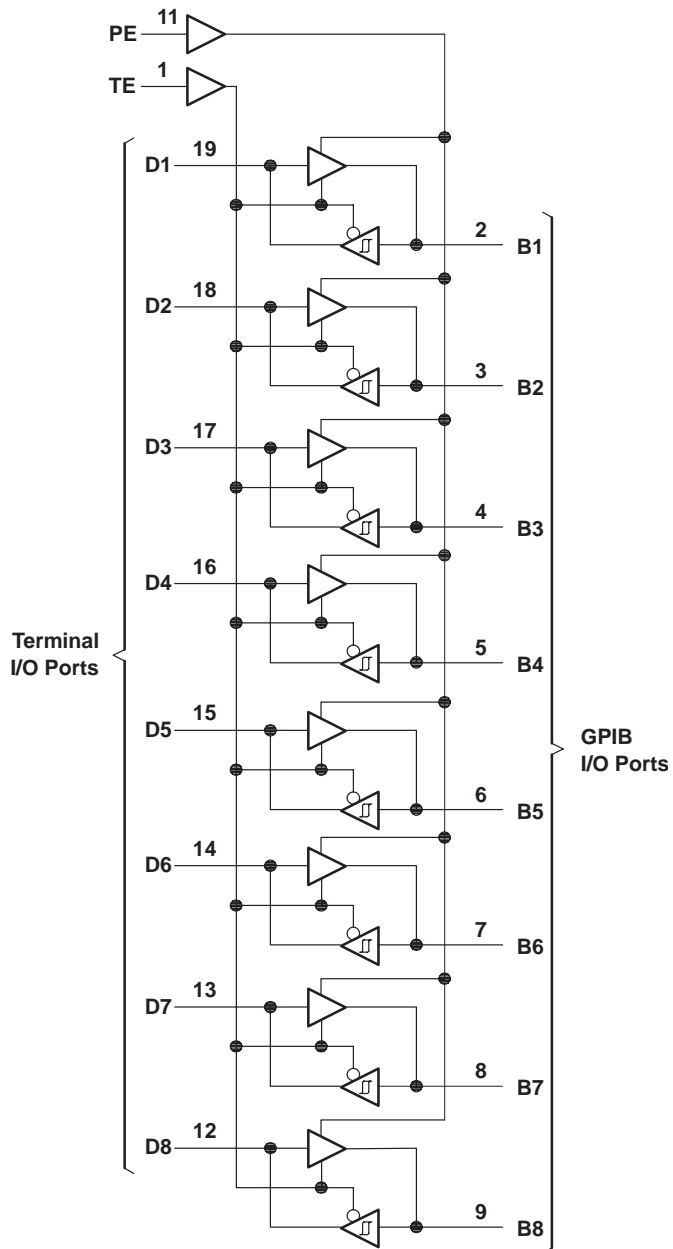 PE 11
TE 1
D1 19
2 B1
D2 18
3 B2
D3 17
4 B3
D4 16
Terminal
I/O Ports
5 B4
D5 15
GPIB
I/O Ports
6 B5
D6 14
7 B6
D7 13
8 B7
D8 12
9 B8